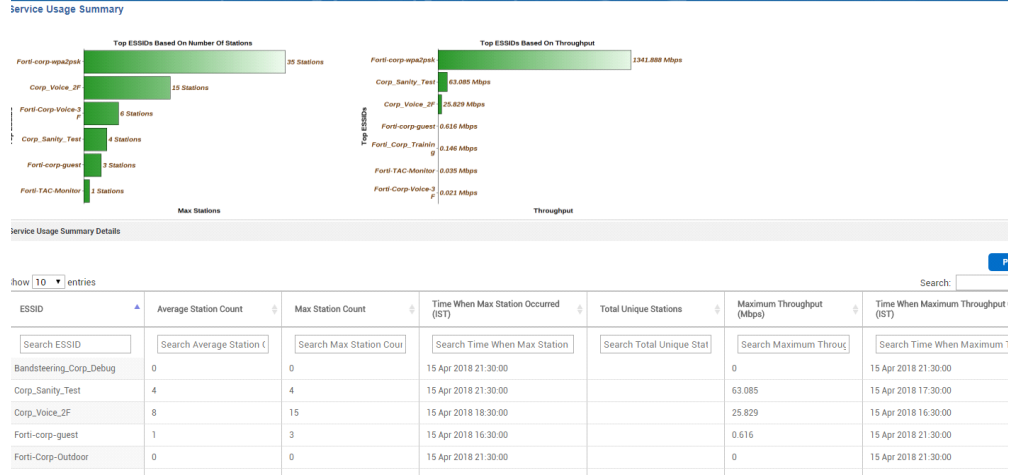 Service Usage Summary
Top ESSIDs Based On Number Of Stations
Forti-corp-wpa2psk
35 Stations
Corp_Voice_2F
15 Stations
Forti-Corp-Voice-3
F
6 Stations
Corp_Sanity_Test
4 Stations
Forti-corp-guest
3 Stations
Forti-TAC-Monitor
1 Stations
Max Stations
Top ESSIDs Based On Throughput
Top ESSIDs
Forti-corp-wpa2psk
1341.888 Mbps
Corp_Sanity_Test
63.085 Mbps
Corp_Voice_2F
25.829 Mbps
Forti-corp-guest
0.616 Mbps
Forti_Corp_Trainin
g
0.146 Mbps
Forti-TAC-Monitor
0.035 Mbps
Forti-Corp-Voice-3
F
0.021 Mbps
Throughput
Service Usage Summary Details
P
how 10 entries
Search:
ESSID Average Station Count Max Station Count Time When Max Station Occurred (IST) Total Unique Stations Maximum Throughput (Mbps) Time When Maximum Throughput (IST)
Search ESSID Search Average Station ( Search Max Station Cour Search Time When Max Station Search Total Unique Stat Search Maximum Throug Search Time When Maximum T
Bandsteering_Corp_Debug 0 0 15 Apr 2018 21:30:00 0 15 Apr 2018 21:30:00
Corp_Sanity_Test 4 4 15 Apr 2018 21:30:00 63.085 15 Apr 2018 17:30:00
Corp_Voice_2F 8 15 15 Apr 2018 18:30:00 25.829 15 Apr 2018 16:30:00
Forti-corp-guest 1 3 15 Apr 2018 16:30:00 0.616 15 Apr 2018 21:30:00
Forti-Corp-Outdoor 0 0 15 Apr 2018 21:30:00 0 15 Apr 2018 21:30:00